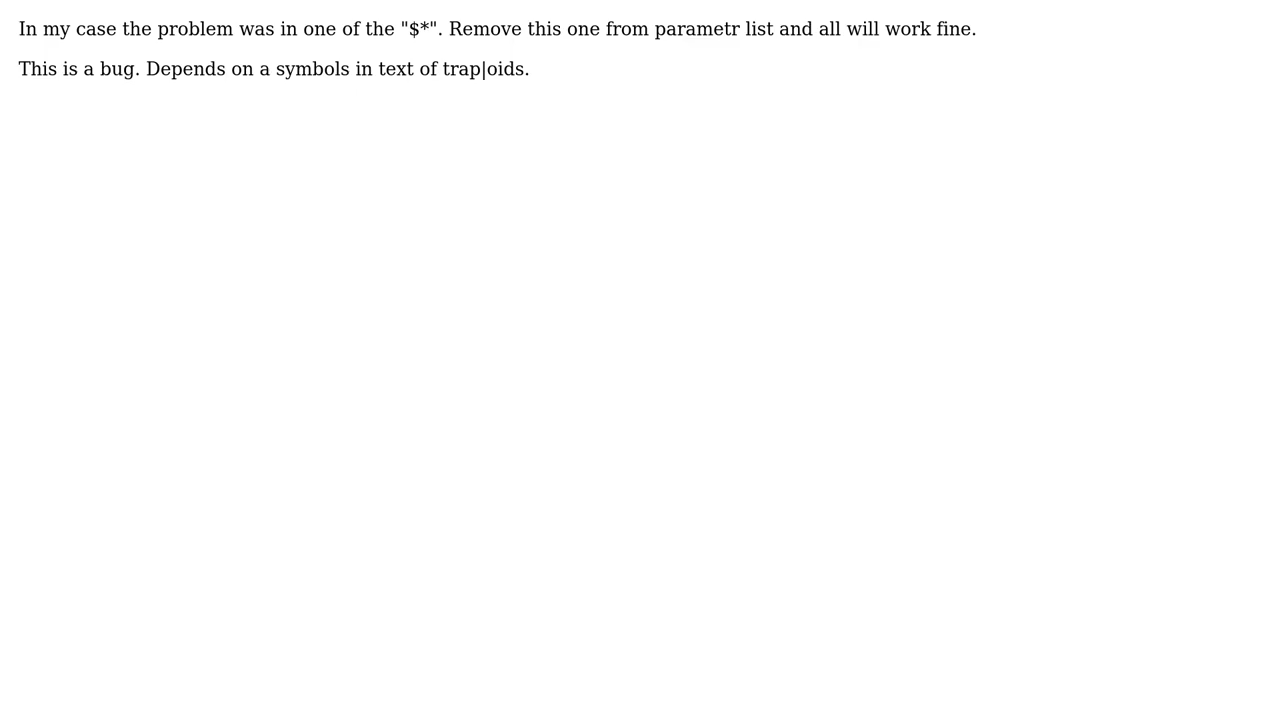 In my case the problem was in one of the "$*". Remove this one from parametr list and all will work fine.
This is a bug. Depends on a symbols in text of trap|oids.